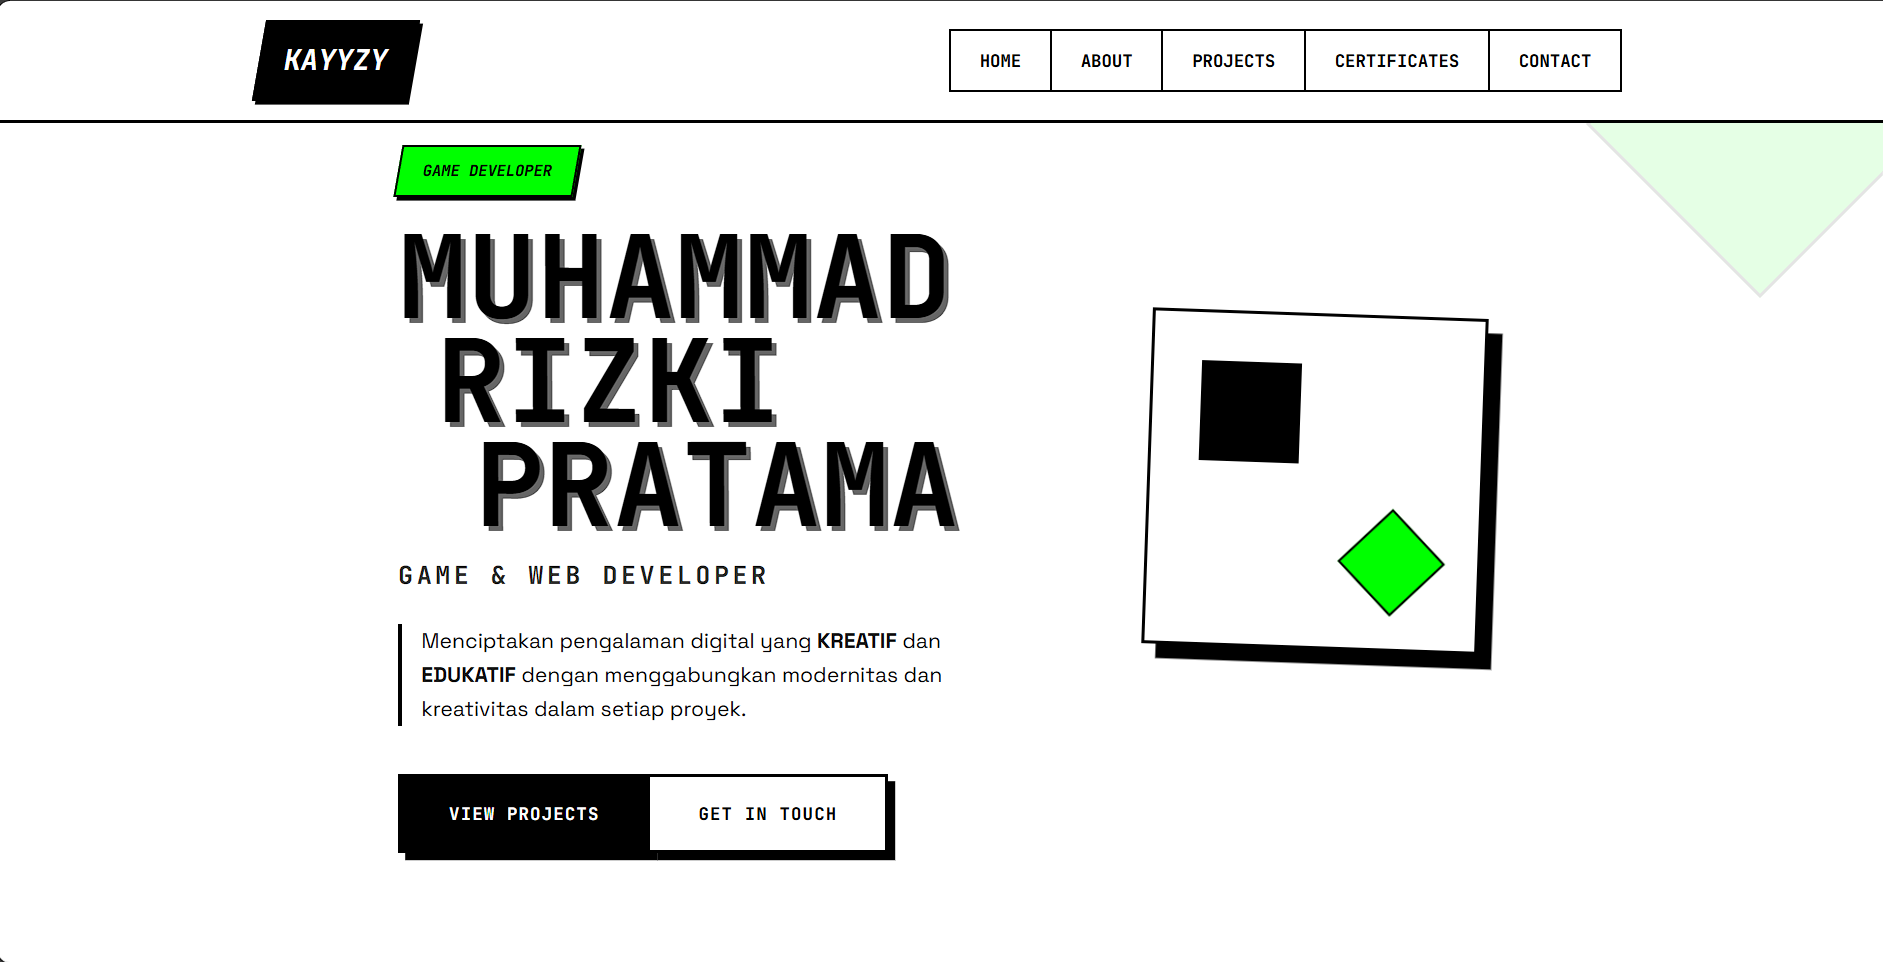 KAYYZY
HOME ABOUT PROJECTS CERTIFICATES CONTACT
GAME DEVELOPER
MUHAMMAD
RIZKI
PRATAMA
GAME & WEB DEVELOPER
Menciptakan pengalaman digital yang KREATIF dan
EDUKATIF dengan menggabungkan modernitas dan
kreativitas dalam setiap proyek.
VIEW PROJECTS GET IN TOUCH